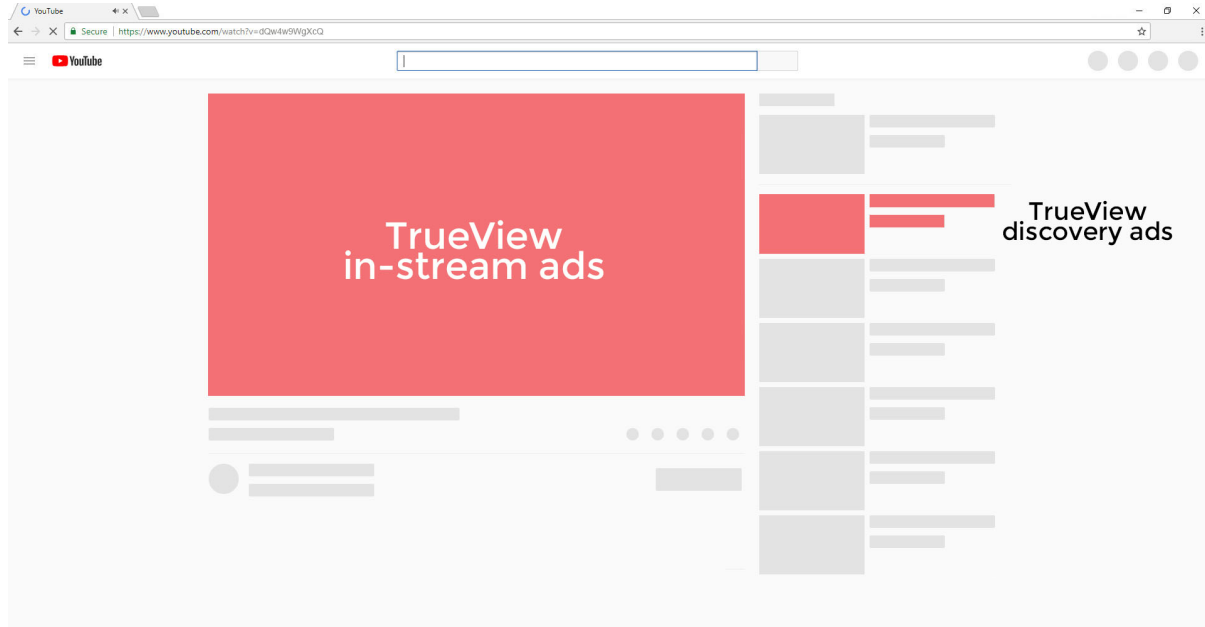 YouTube
Secure | https://www.youtube.com/watch?v=dQw4w9WgXcQ
YouTube
TrueView
in-stream ads
TrueView
discovery ads